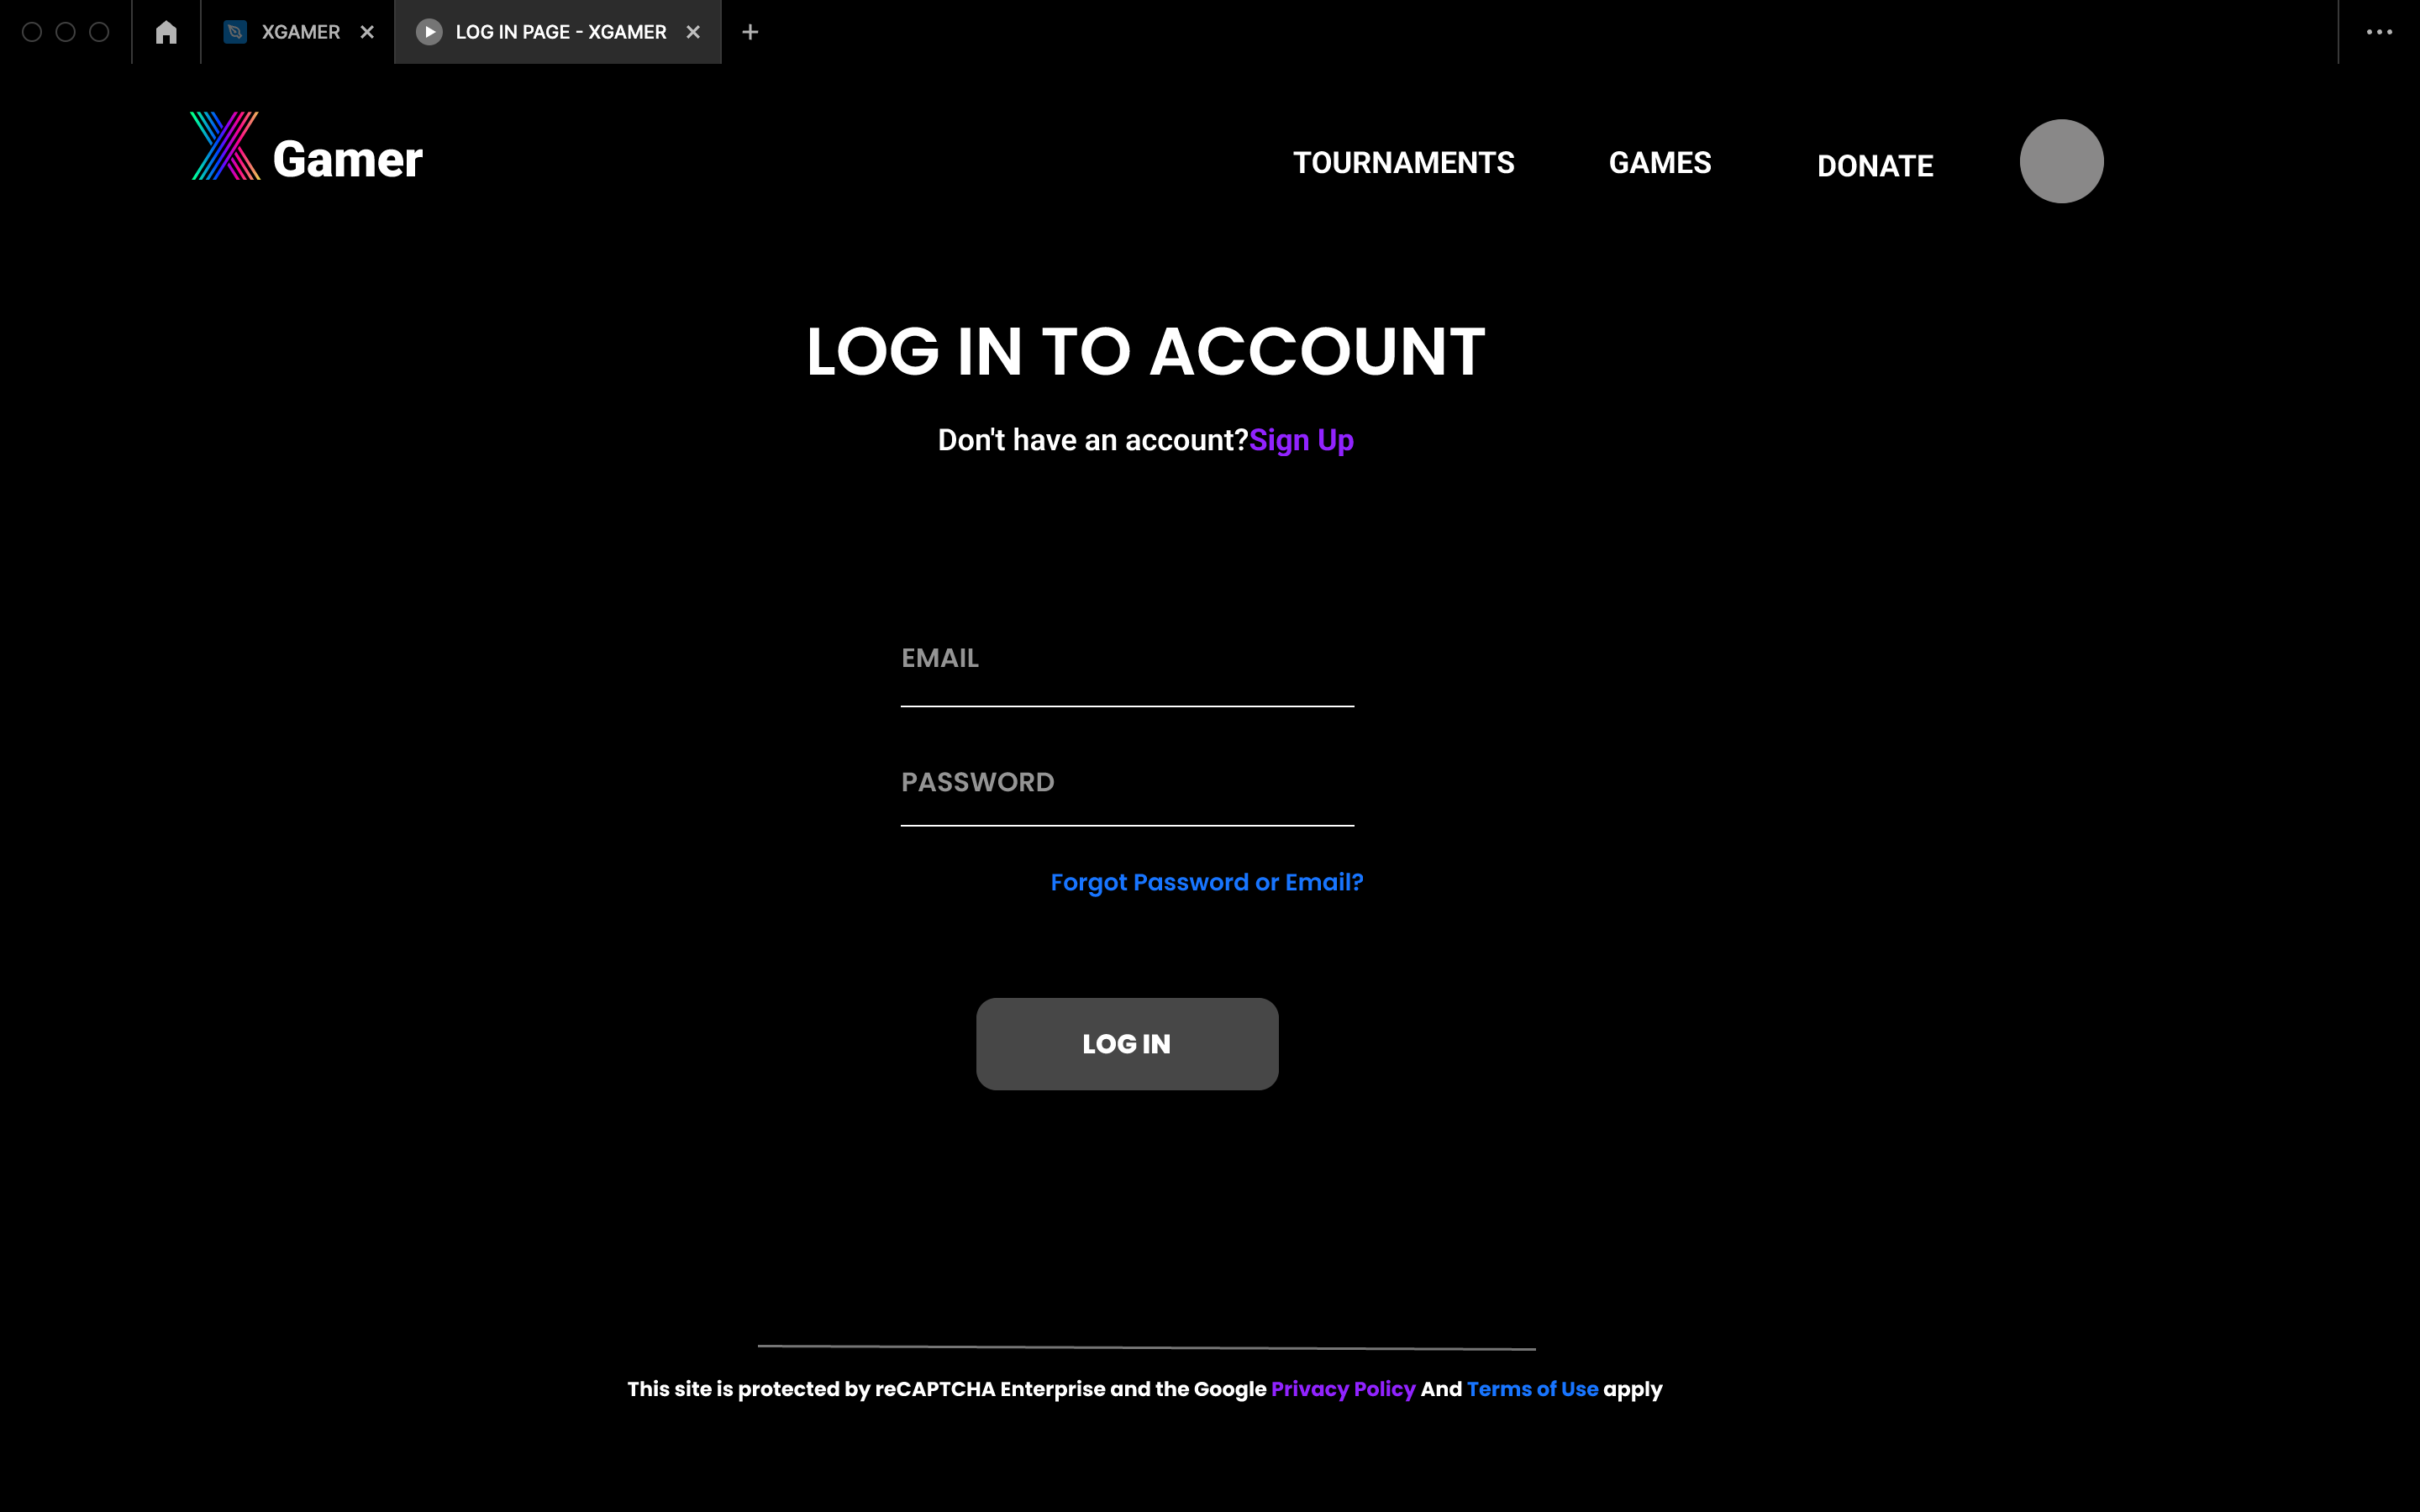 XGAMER
LOG IN PAGE - XGAMER
X Gamer
TOURNAMENTS
GAMES
DONATE
LOG IN TO ACCOUNT
Don't have an account?Sign Up
EMAIL
PASSWORD
Forgot Password or Email?
LOG IN
This site is protected by reCAPTCHA Enterprise and the Google Privacy Policy And Terms of Use apply